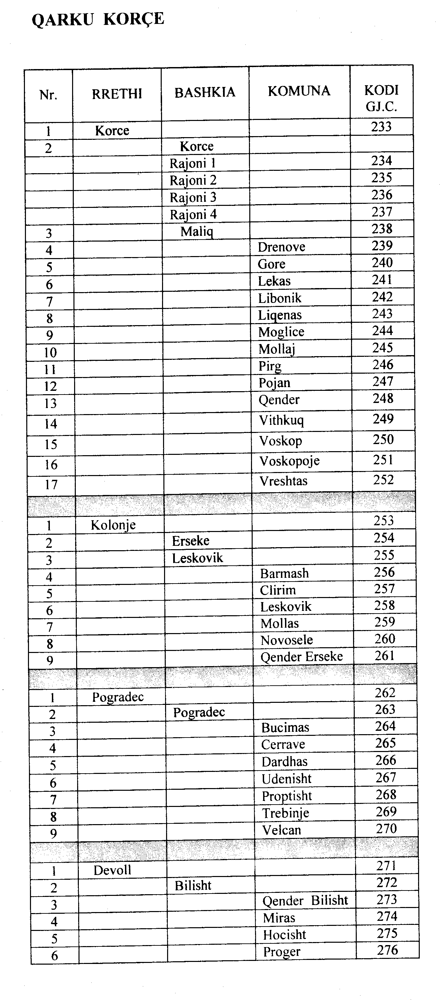 QARKU KORÇE
Nr. RRETHI BASHKIA KOMUNA KODI GJ.C.
1 Korce 233
2 Korce
Rajoni 1 234
Rajoni 2 235
Rajoni 3 236
Rajoni 4 237
3 Maliq 238
4 Drenove 239
5 Gore 240
6 Lekas 241
7 Libonik 242
8 Liqenas 243
9 Moglice 244
10 Mollaj 245
11 Pirg 246
12 Pojan 247
13 Qender 248
14 Vithkuq 249
15 Voskop 250
16 Voskopoje 251
17 Vreshtas 252
1 Kolonje 253
2 Erseke 254
3 Leskovik 255
4 Barmash 256
5 Clirim 257
6 Leskovik 258
7 Mollas 259
8 Novosele 260
9 Qender Erseke 261
1 Pogradec 262
2 Pogradec 263
3 Bucimas 264
4 Cerrave 265
5 Dardhas 266
6 Udenisht 267
7 Proptisht 268
8 Trebinje 269
9 Velcan 270
1 Devoll 271
2 Bilisht 272
3 Qender Bilisht 273
4 Miras 274
5 Hocisht 275
6 Proger 276